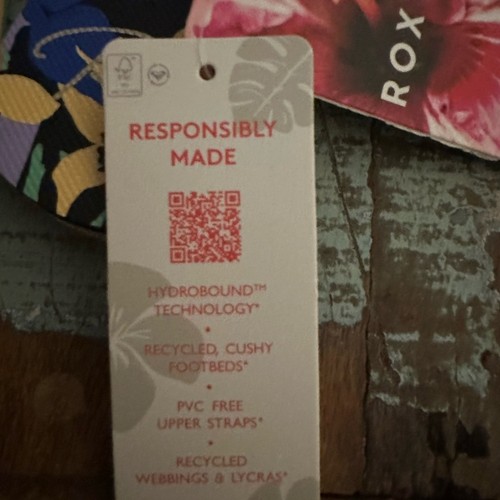 ROX
RESPONSIBLY
MADE
HYDROBOUND™
TECHNOLOGY*
•
RECYCLED, CUSHY
FOOTBEDS*
•
PVC FREE
UPPER STRAPS*
•
RECYCLED
WEBBINGS & LYCRAS*